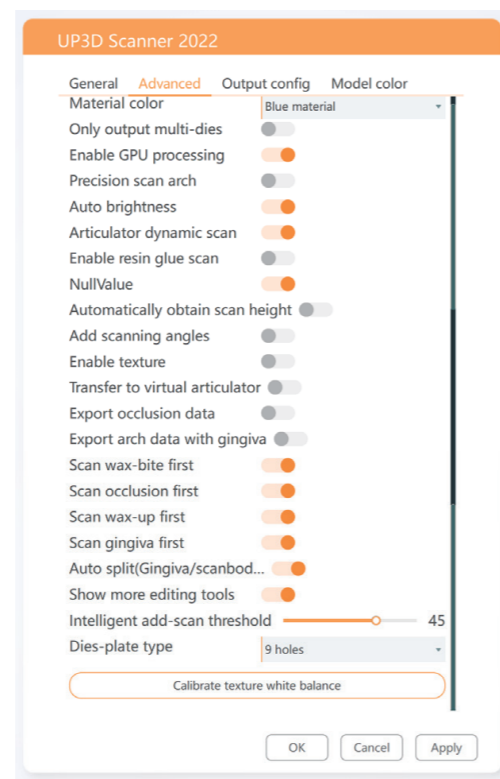 UP3D Scanner 2022
General Advanced Output config Model color
Material color Blue material
Only output multi-dies
Enable GPU processing
Precision scan arch
Auto brightness
Articulator dynamic scan
Enable resin glue scan
NullValue
Automatically obtain scan height
Add scanning angles
Enable texture
Transfer to virtual articulator
Export occlusion data
Export arch data with gingiva
Scan wax-bite first
Scan occlusion first
Scan wax-up first
Scan gingiva first
Auto split(Gingiva/scanbod...
Show more editing tools
Intelligent add-scan threshold 45
Dies-plate type 9 holes
Calibrate texture white balance
OK Cancel Apply